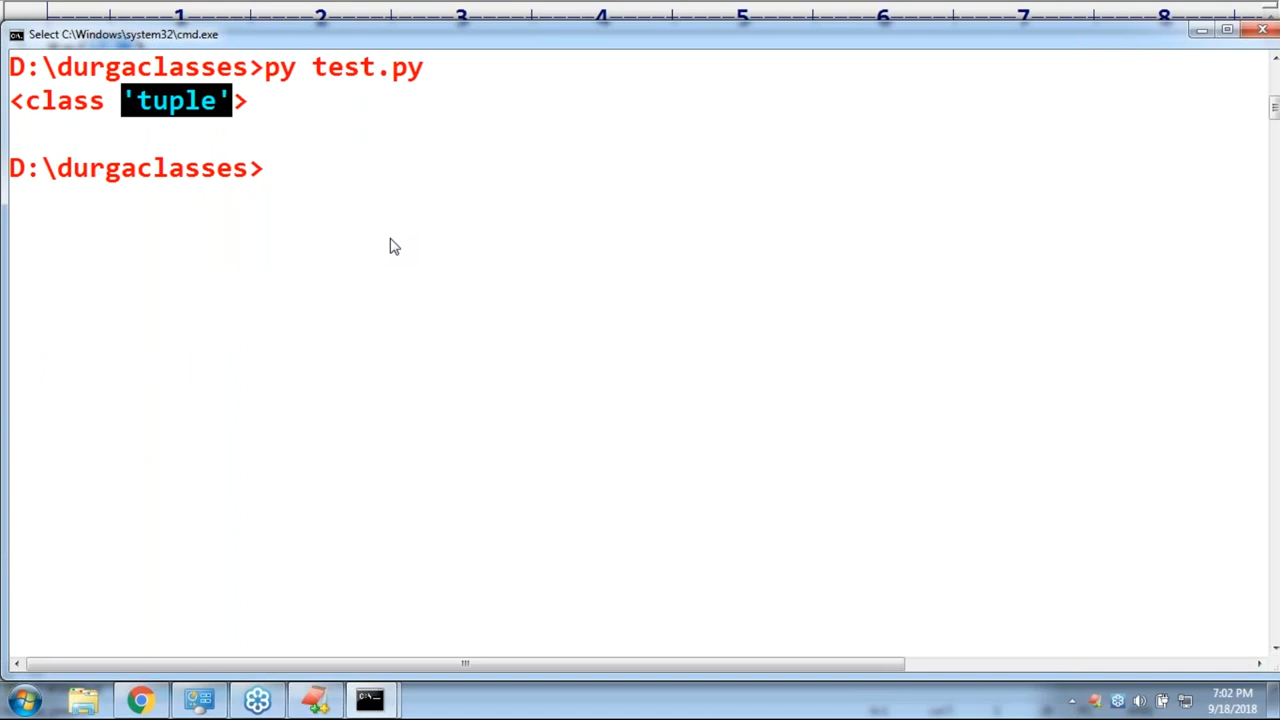 1 2 3 4 5 6 7 8
Select C:\Windows\system32\cmd.exe
D:\durgaclasses>py test.py
<class 'tuple'>
D:\durgaclasses>
7:02 PM
9/18/2018